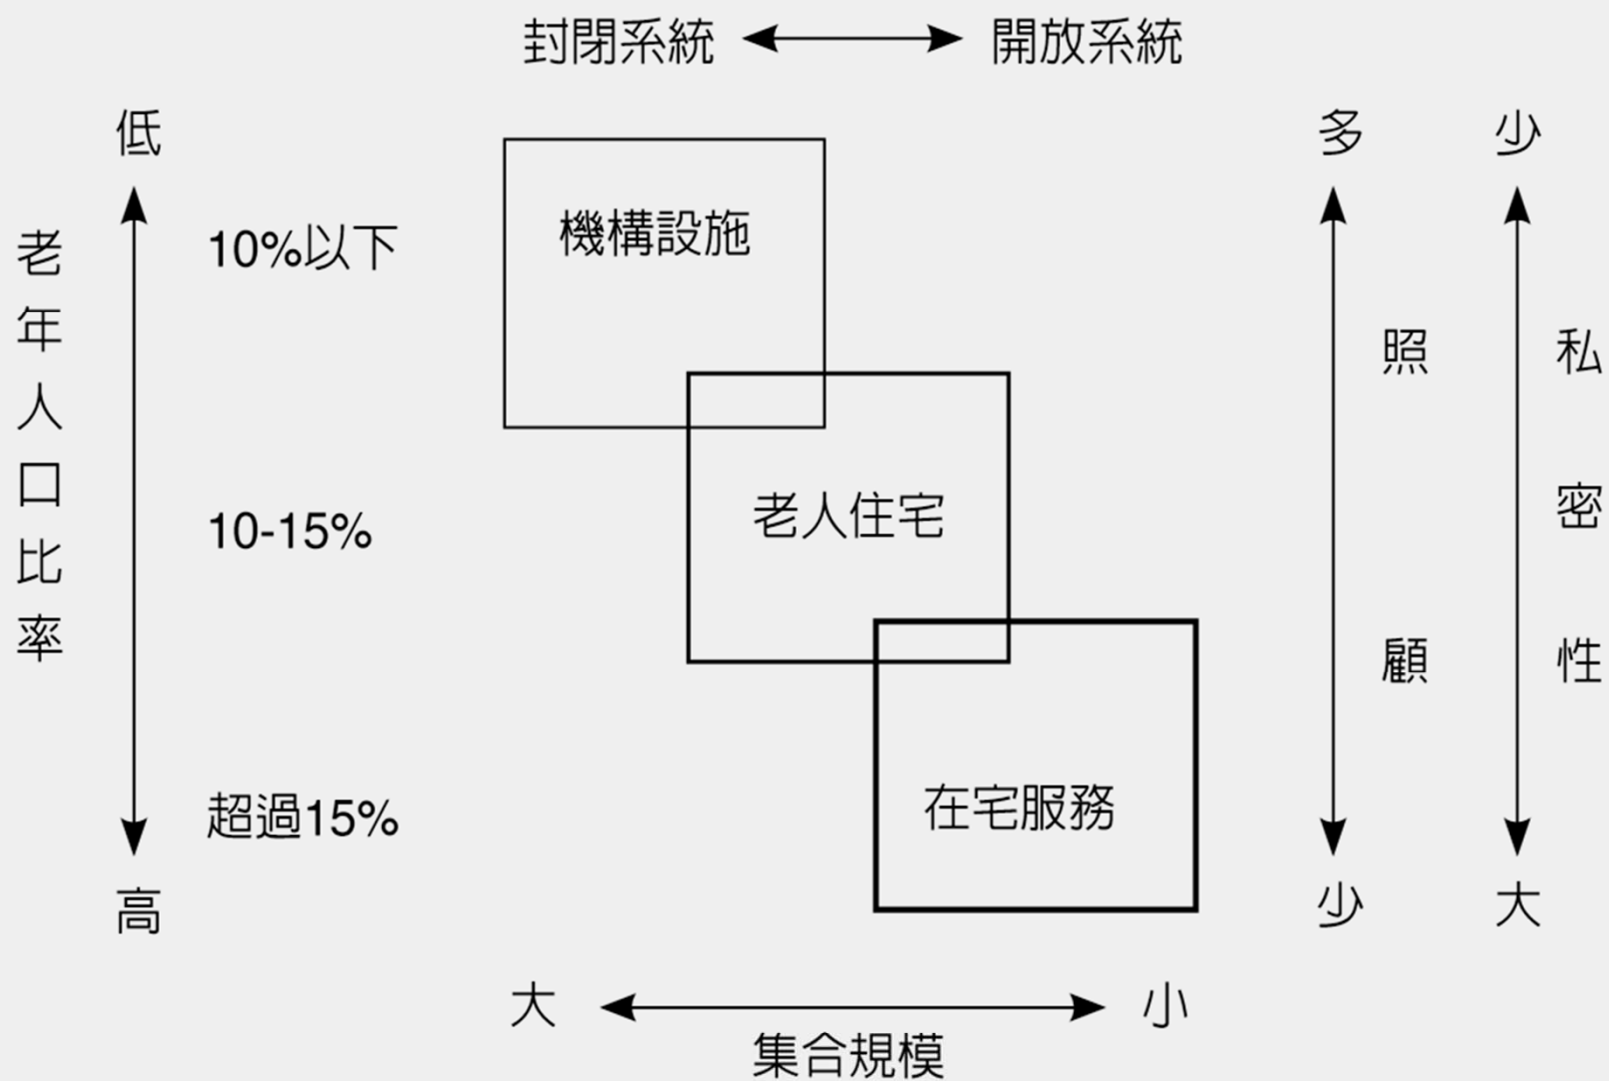 封閉系統 開放系統
低
多
少
老年人口比率
10%以下
機構設施
照顧
私密性
10-15%
老人住宅
超過15%
在宅服務
高
少
大
大
小
集合規模